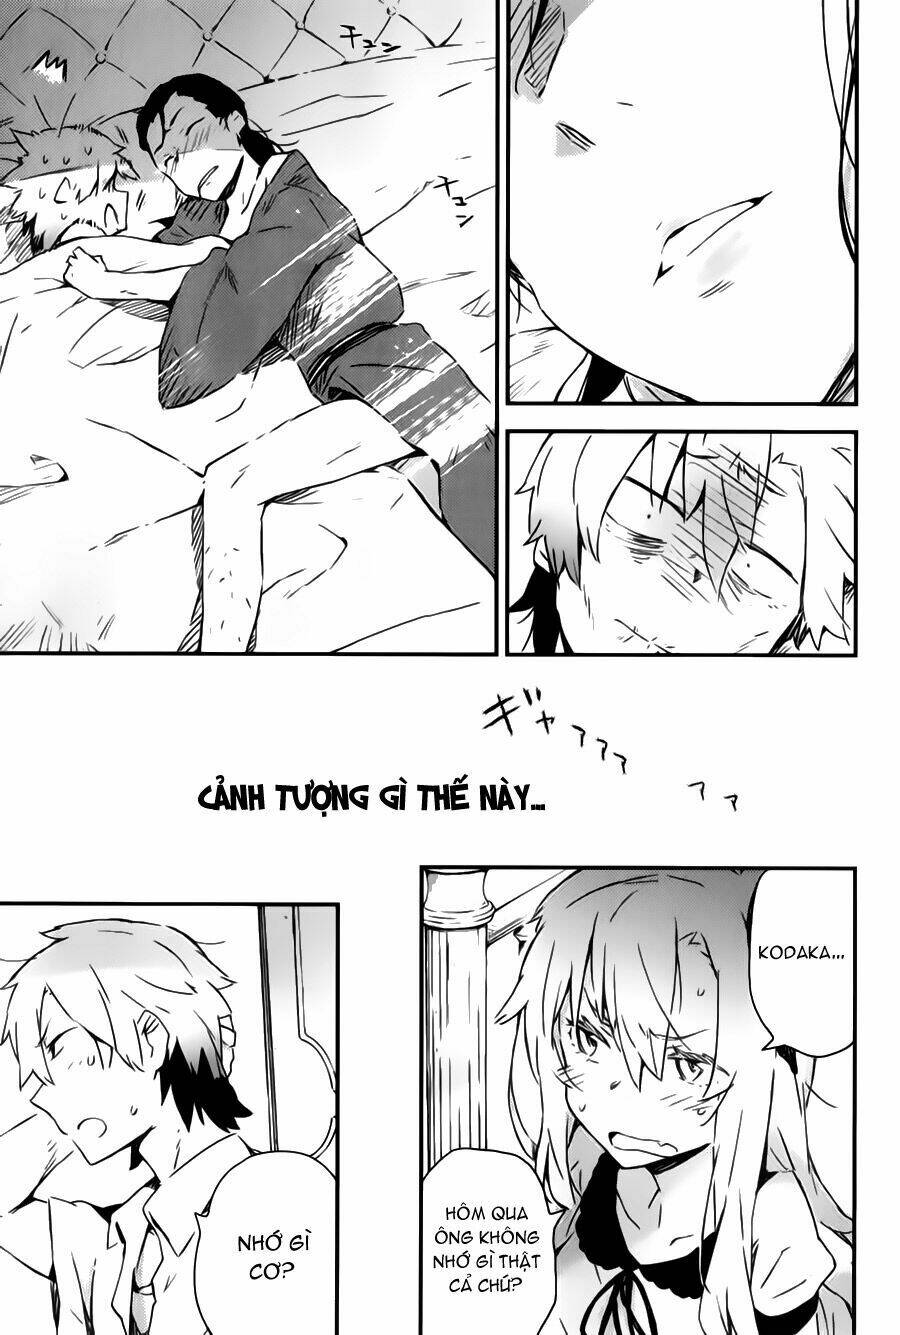 チュン
チュン
ギャァァァァ
ァァ
CẢNH TƯỢNG GÌ THẾ NÀY...
KODAKA...
HÔM QUA
ÔNG KHÔNG
NHỚ GÌ THẬT
CẢ CHỨ?
NHỚ GÌ
CƠ?